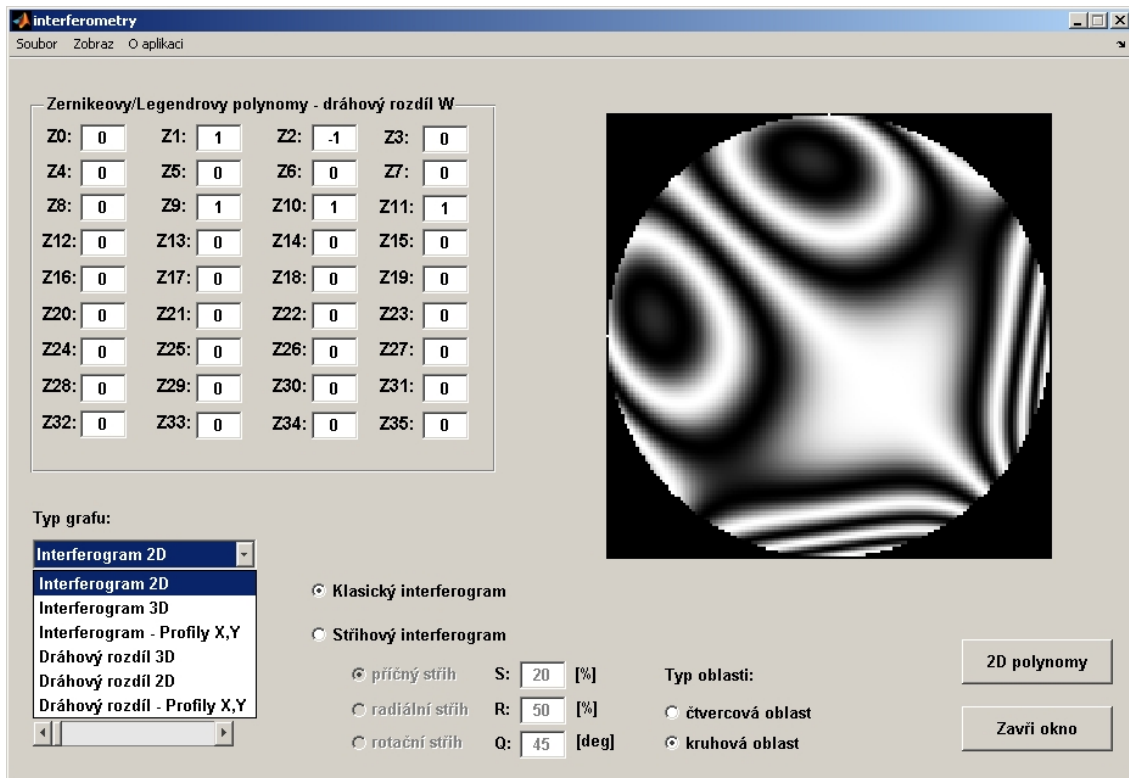 interferometry
Soubor Zobraz O aplikaci
Zernikeovy/Legendrovy polynomy - dráhový rozdíl W
Z0: 0 Z1: 1 Z2: -1 Z3: 0
Z4: 0 Z5: 0 Z6: 0 Z7: 0
Z8: 0 Z9: 1 Z10: 1 Z11: 1
Z12: 0 Z13: 0 Z14: 0 Z15: 0
Z16: 0 Z17: 0 Z18: 0 Z19: 0
Z20: 0 Z21: 0 Z22: 0 Z23: 0
Z24: 0 Z25: 0 Z26: 0 Z27: 0
Z28: 0 Z29: 0 Z30: 0 Z31: 0
Z32: 0 Z33: 0 Z34: 0 Z35: 0
Typ grafu:
Interferogram 2D
Interferogram 2D
Interferogram 3D
Interferogram - Profily X,Y
Dráhový rozdíl 3D
Dráhový rozdíl 2D
Dráhový rozdíl - Profily X,Y
Klasický interferogram
Střihový interferogram
příčný střih S: 20 [%]
radiální střih R: 50 [%]
rotační střih Q: 45 [deg]
Typ oblasti:
čtvercová oblast
kruhová oblast
2D polynomy
Zavři okno